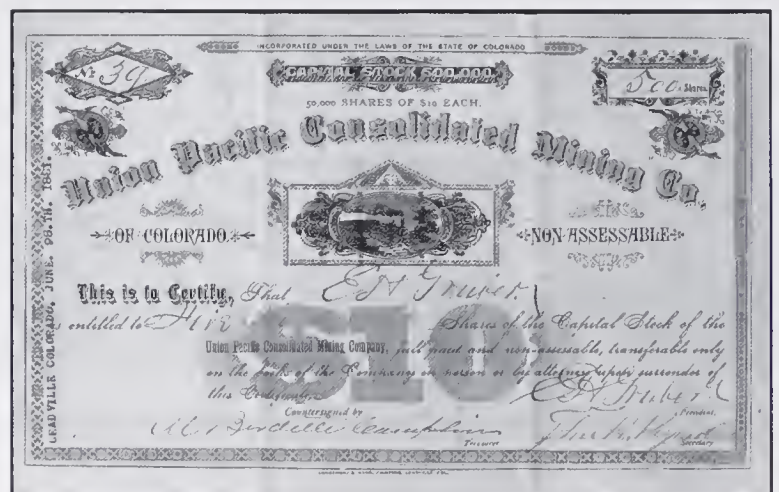 INCORPORATED UNDER THE LAWS OF THE STATE OF COLORADO
No 39
CAPITAL STOCK 500,000.
500 Shares
50,000 SHARES OF $10 EACH.
Union Pacific Consolidated Mining Co.
OF COLORADO.
NON-ASSESSABLE
LEADVILLE COLORADO, JUNE.
1881.
This is to Certify, That
is entitled to Five Shares of the Capital Stock of the
Union Pacific Consolidated Mining Company, full paid and non-assessable, transferable only
on the book of the Company in person or by attorney upon surrender of
this Certificate
$10
Countersigned by
President,
Treasurer
Secretary